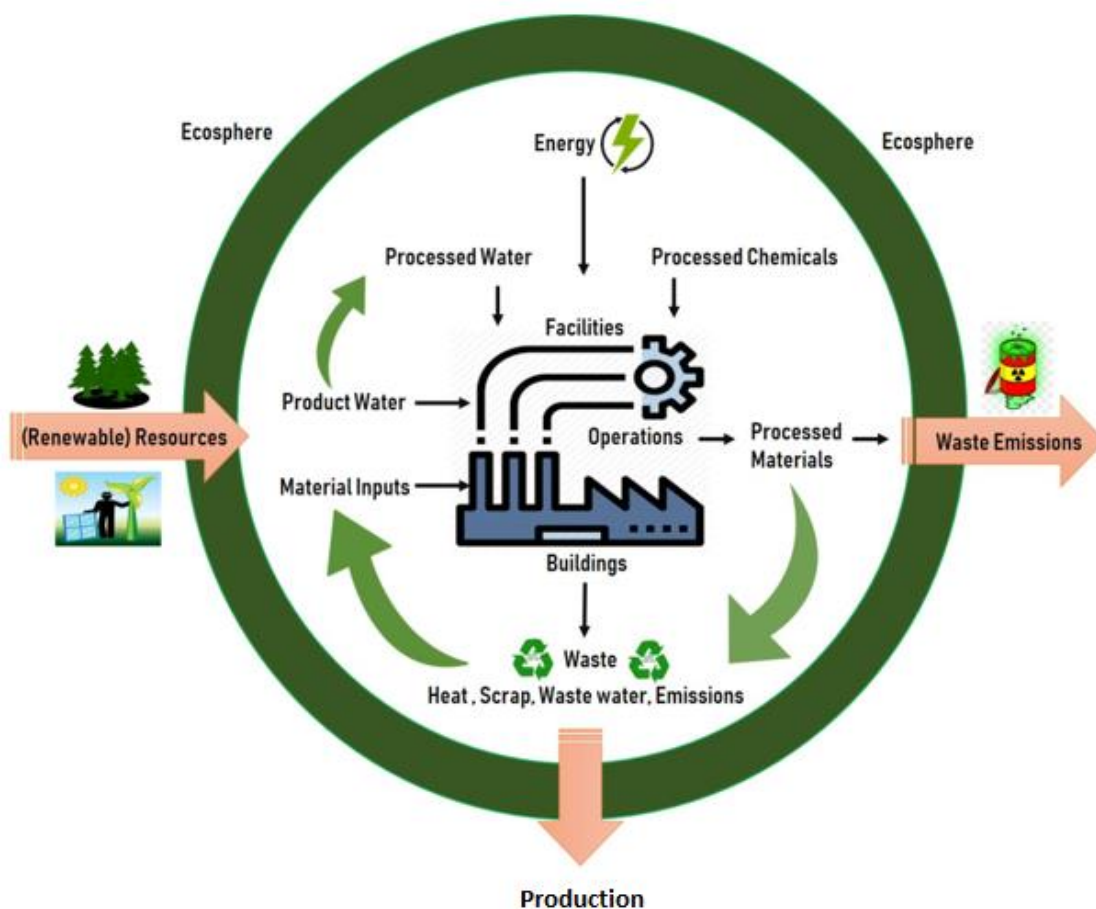 Ecosphere
Ecosphere
Energy
Processed Water
Processed Chemicals
Facilities
(Renewable) Resources
Product Water
Operations
Processed
Materials
Waste Emissions
Material Inputs
Buildings
Waste
Heat , Scrap, Waste water, Emissions
Production